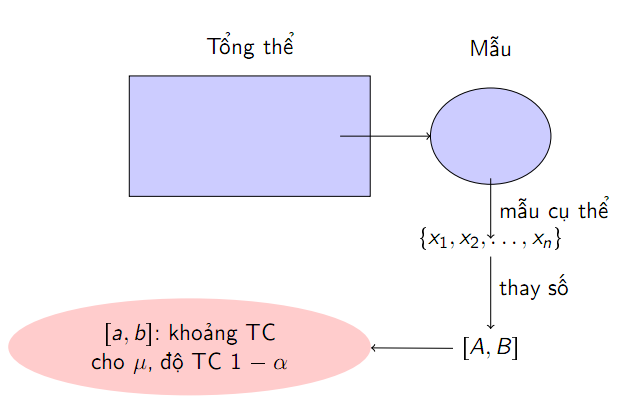 Tổng thể
Mẫu
mẫu cụ thể
{x₁, x₂, . . . , xₙ}
thay số
[a, b]: khoảng TC
cho μ, độ TC 1 − α
[A, B]